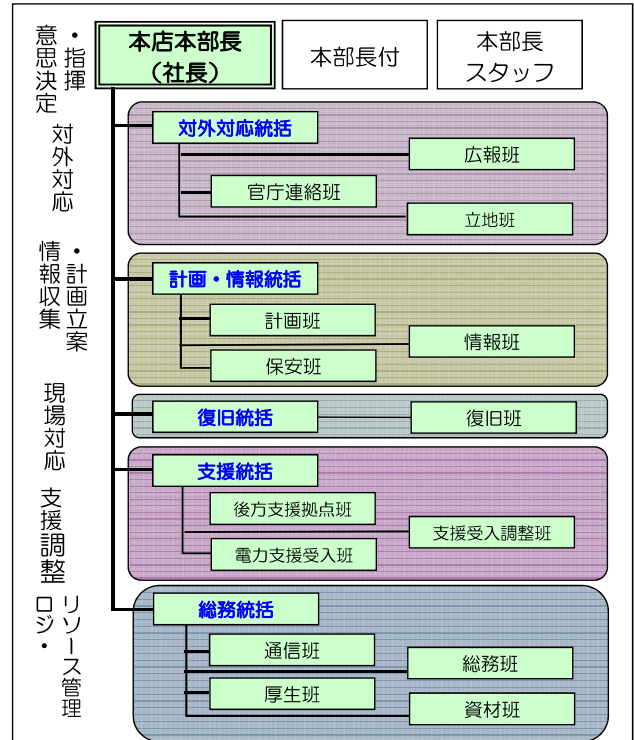 意思決定
・指揮
本店本部長
(社長)
本部長付
本部長
スタッフ
対外対応
対外対応統括
広報班
官庁連絡班
立地班
情報収集
・計画立案
計画・情報統括
計画班
情報班
保安班
現場対応
復旧統括
復旧班
支援調整
支援統括
後方支援拠点班
支援受入調整班
電力支援受入班
ロジ・
リソース管理
総務統括
通信班
総務班
厚生班
資材班